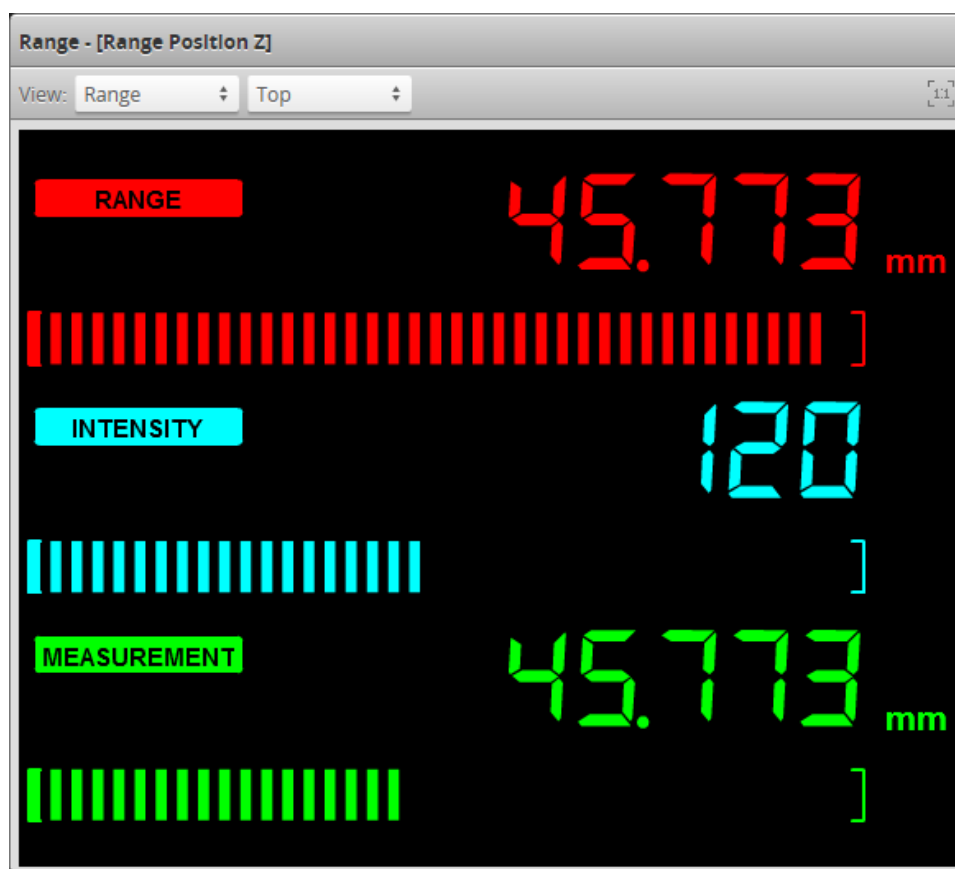 Range - [Range Position Z]
View: Range Top 1:1
RANGE 45.773 mm
INTENSITY 120
MEASUREMENT 45.773 mm